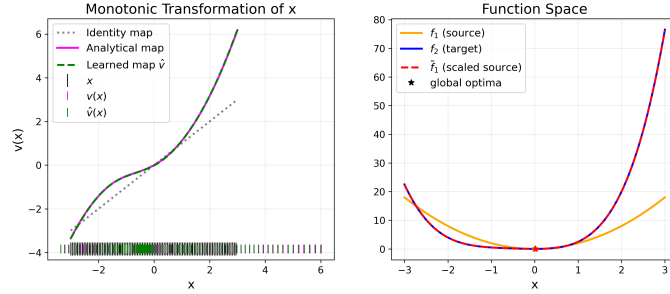 Monotonic Transformation of x
Identity map
Analytical map
Learned map v̂
x
v(x)
v̂(x)
v(x)
6
4
2
0
−2
−4
−2
0
2
4
6
x
Function Space
f₁ (source)
f₂ (target)
f̃₁ (scaled source)
global optima
80
70
60
50
40
30
20
10
0
−3
−2
−1
0
1
2
3
x